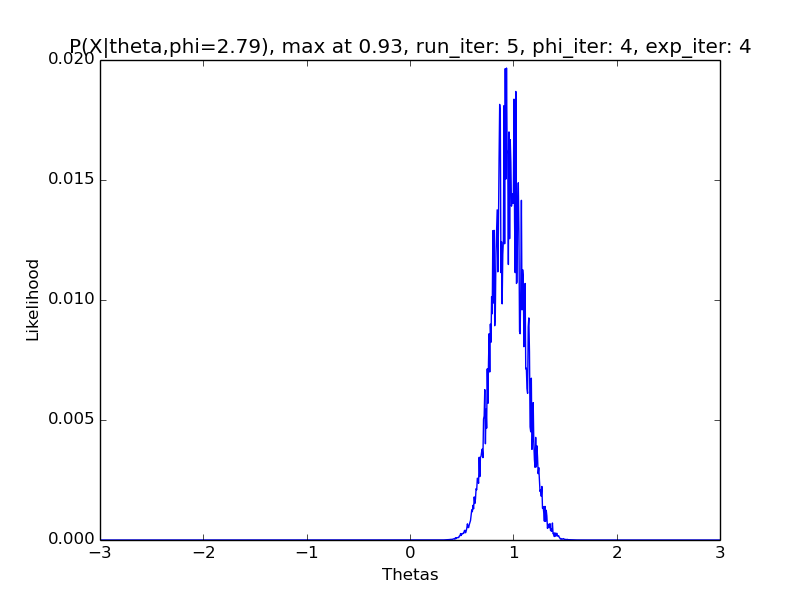 P(X|theta,phi=2.79), max at 0.93, run_iter: 5, phi_iter: 4, exp_iter: 4
0.020
0.015
0.010
0.005
0.000
Likelihood
−3 −2 −1 0 1 2 3
Thetas